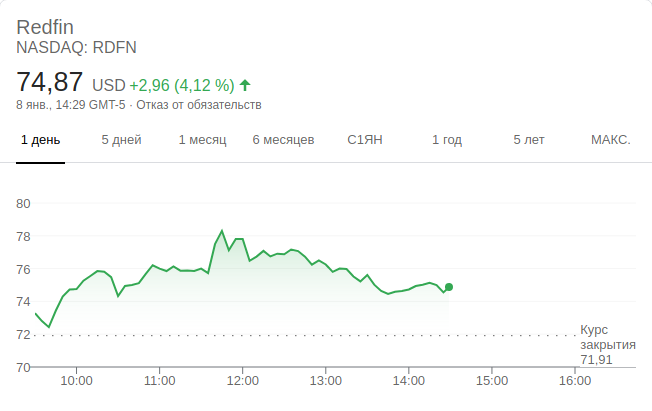 Redfin
NASDAQ: RDFN
74,87 USD +2,96 (4,12 %)
8 янв., 14:29 GMT-5 · Отказ от обязательств
1 день 5 дней 1 месяц 6 месяцев С1ЯН 1 год 5 лет МАКС.
80
78
76
74
72
70
Курс
закрытия
71,91
10:00 11:00 12:00 13:00 14:00 15:00 16:00